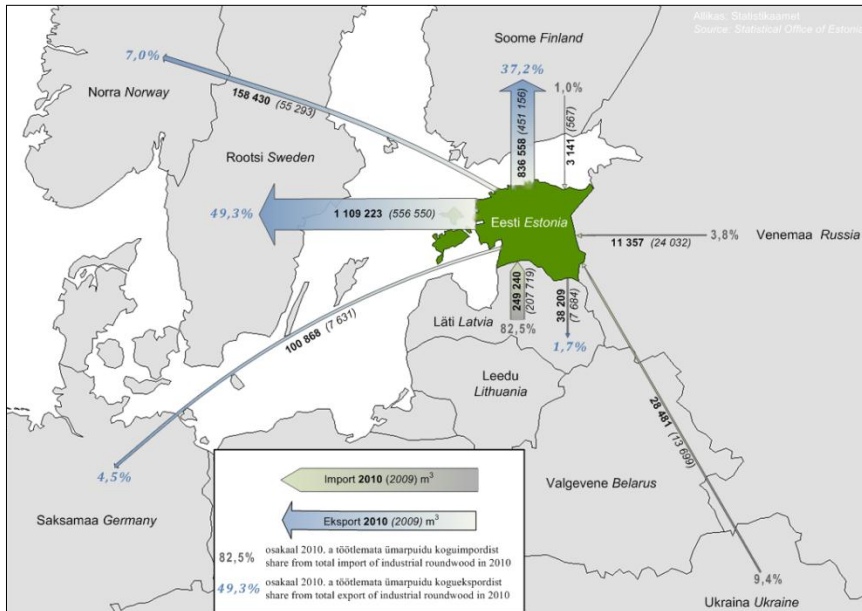 Allikas: Statistikaamet
Source: Statistical Office of Estonia
Soome Finland
7,0%
37,2%
1,0%
Norra Norway
158 430 (55 293)
836 558 (451 156)
3 141 (567)
Rootsi Sweden
49,3%
1 109 223 (556 550)
Eesti Estonia
Venemaa Russia
3,8%
11 357 (24 032)
249 240
(207 719)
38 209
(7 684)
Läti Latvia
82,5%
1,7%
100 868 (7 631)
Leedu
Lithuania
28 481 (13 699)
4,5%
Valgevene Belarus
Saksamaa Germany
Import 2010 (2009) m³
Eksport 2010 (2009) m³
82,5%
osakaal 2010. a töötlemata ümarpuidu koguimpordist
share from total import of industrial roundwood in 2010
49,3%
osakaal 2010. a töötlemata ümarpuidu koguekspordist
share from total export of industrial roundwood in 2010
9,4%
Ukraina Ukraine